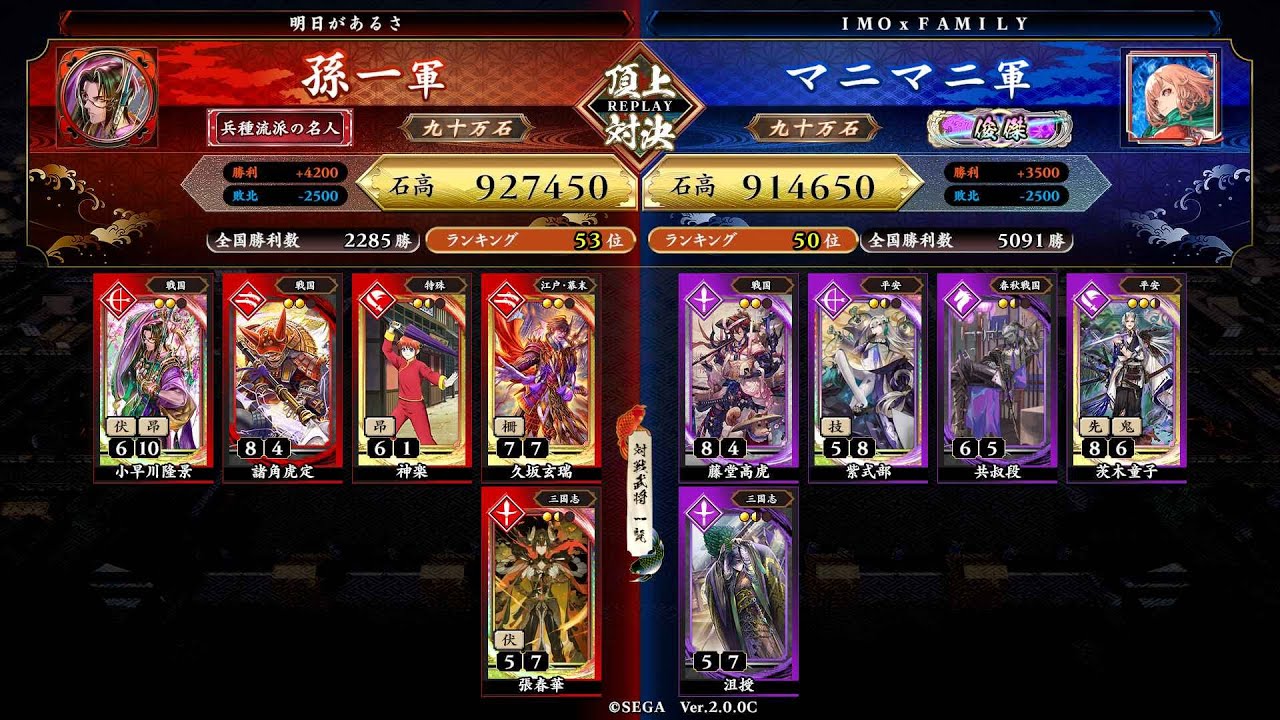 明日があるさ
IMOxFAMILY
孫一軍
頂上
REPLAY
対決
マニマニ軍
兵種流派の名人
九十万石
九十万石
俊傑
勝利 +4200
敗北 -2500
石高 927450
石高 914650
勝利 +3500
敗北 -2500
全国勝利数 2285勝
ランキング 53位
ランキング 50位
全国勝利数 5091勝
戦国
伏 昂
6 10
小早川隆景
戦国
8 4
諸角虎定
特殊
昂
6 1
神楽
江戸・幕末
柵
7 7
久坂玄瑞
対戦武将一覧
戦国
8 4
藤堂高虎
平安
技
5 8
紫式部
春秋戦国
6 5
共叔段
平安
先 鬼
8 6
茨木童子
三国志
伏
5 7
張春華
三国志
5 7
沮授
©SEGA Ver.2.0.0C